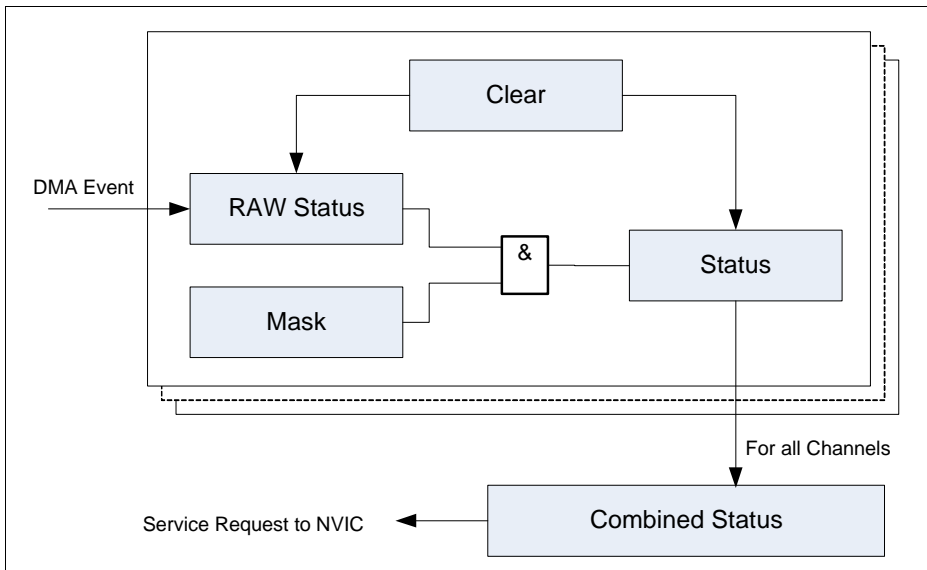 Clear
DMA Event
RAW Status
&
Status
Mask
For all Channels
Combined Status
Service Request to NVIC